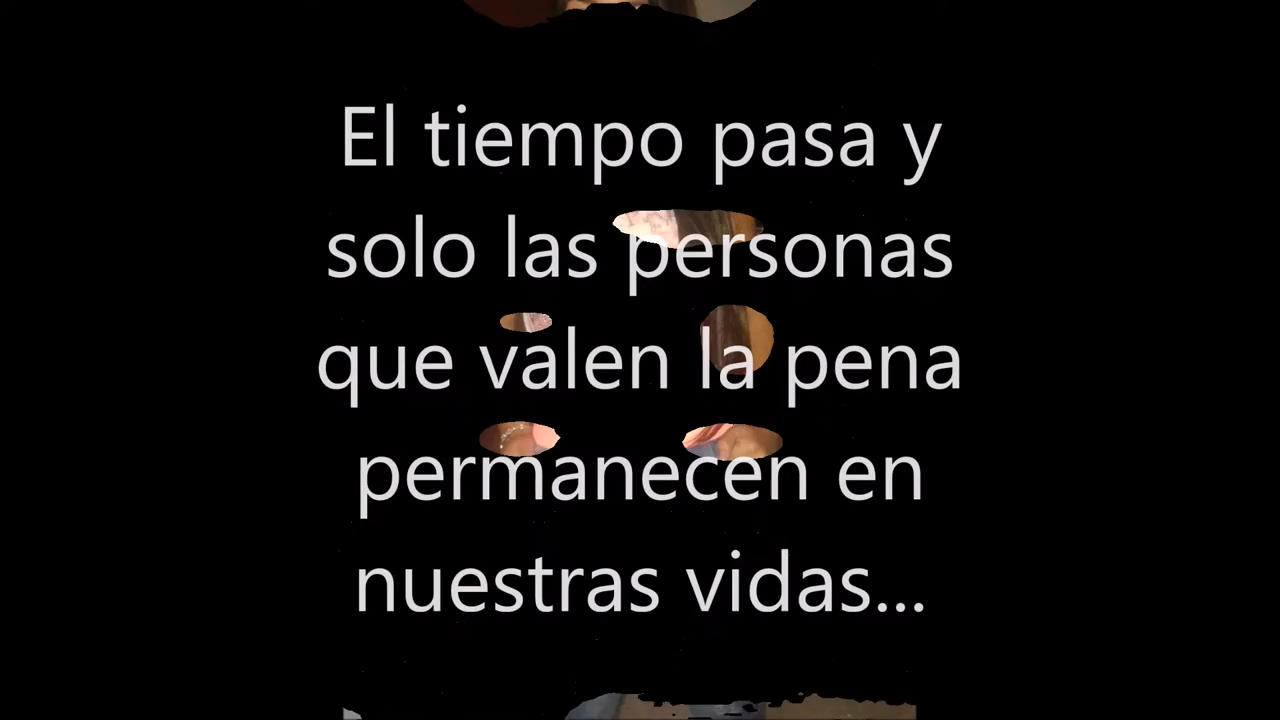 El tiempo pasa y
solo las personas
que valen la pena
permanecen en
nuestras vidas...